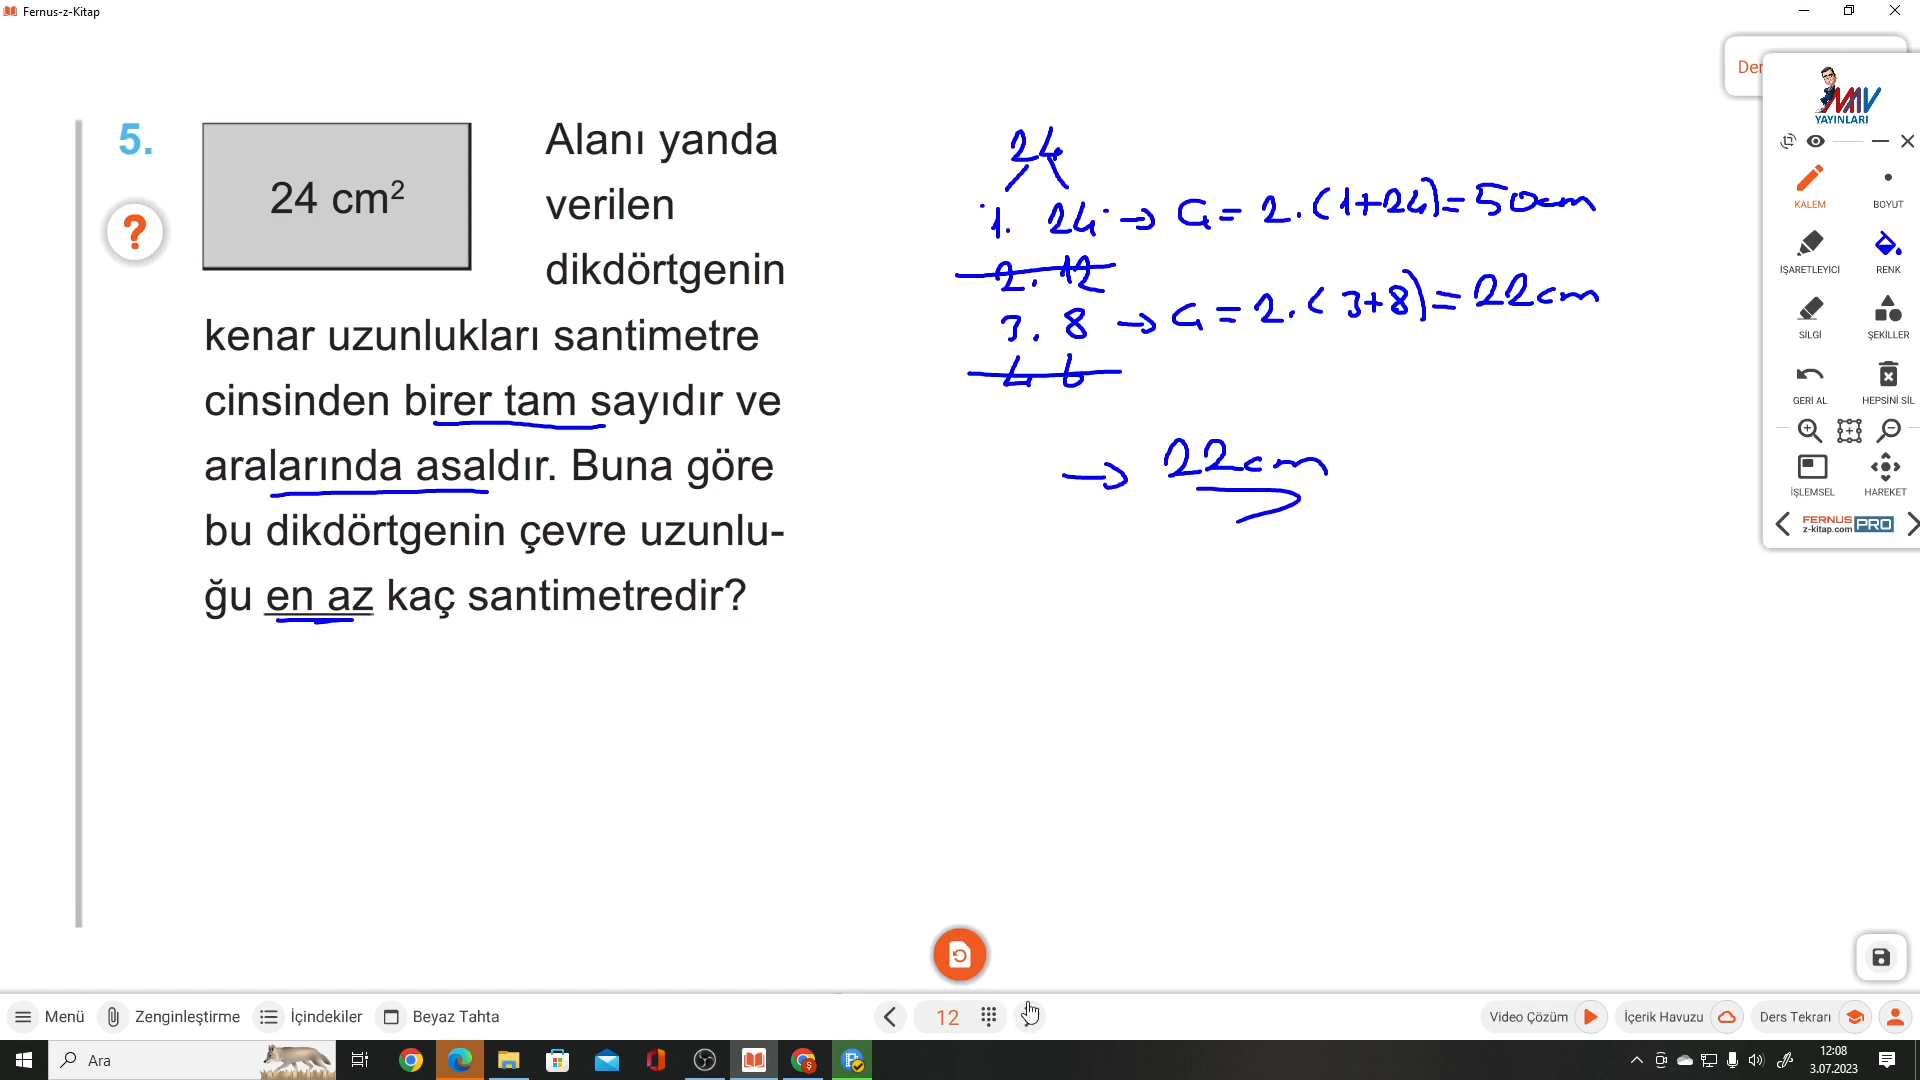 Fernus-z-Kitap
5.
24 cm²
?
Alanı yanda
verilen
dikdörtgenin
kenar uzunlukları santimetre
cinsinden birer tam sayıdır ve
aralarında asaldır. Buna göre
bu dikdörtgenin çevre uzunlu-
ğu en az kaç santimetredir?
24
1. 24 → Ç = 2.(1+24) = 50cm
2. 12
3. 8 → Ç = 2.(3+8) = 22cm
4 6
→ 22cm
Der
MAV
YAYINLARI
KALEM
BOYUT
İŞARETLEYİCİ
RENK
SİLGİ
ŞEKİLLER
GERİ AL
HEPSİNİ SİL
İŞLEMSEL
HAREKET
FERNUS
z-kitap.com
PRO
Menü
Zenginleştirme
İçindekiler
Beyaz Tahta
12
Video Çözüm
İçerik Havuzu
Ders Tekrarı
Ara
12:08
3.07.2023